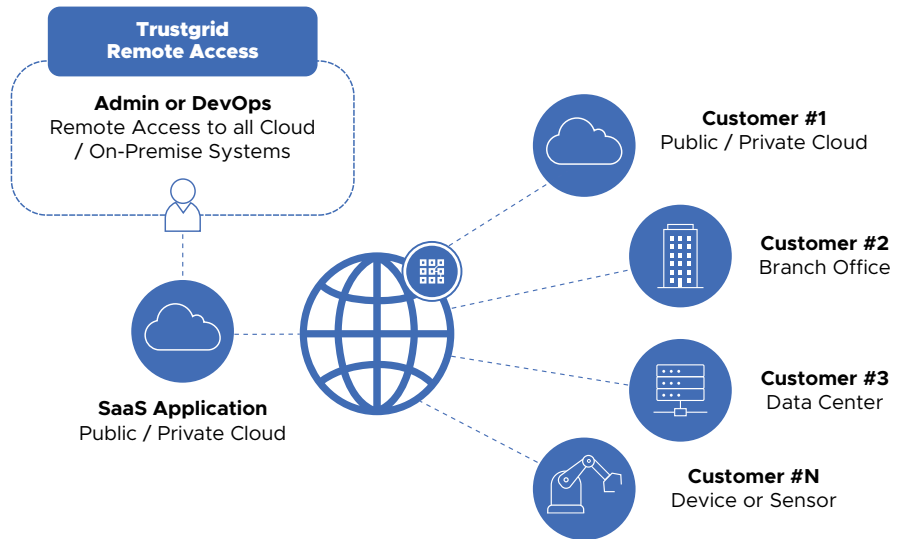 Trustgrid
Remote Access
Admin or DevOps
Remote Access to all Cloud
/ On-Premise Systems
SaaS Application
Public / Private Cloud
Customer #1
Public / Private Cloud
Customer #2
Branch Office
Customer #3
Data Center
Customer #N
Device or Sensor